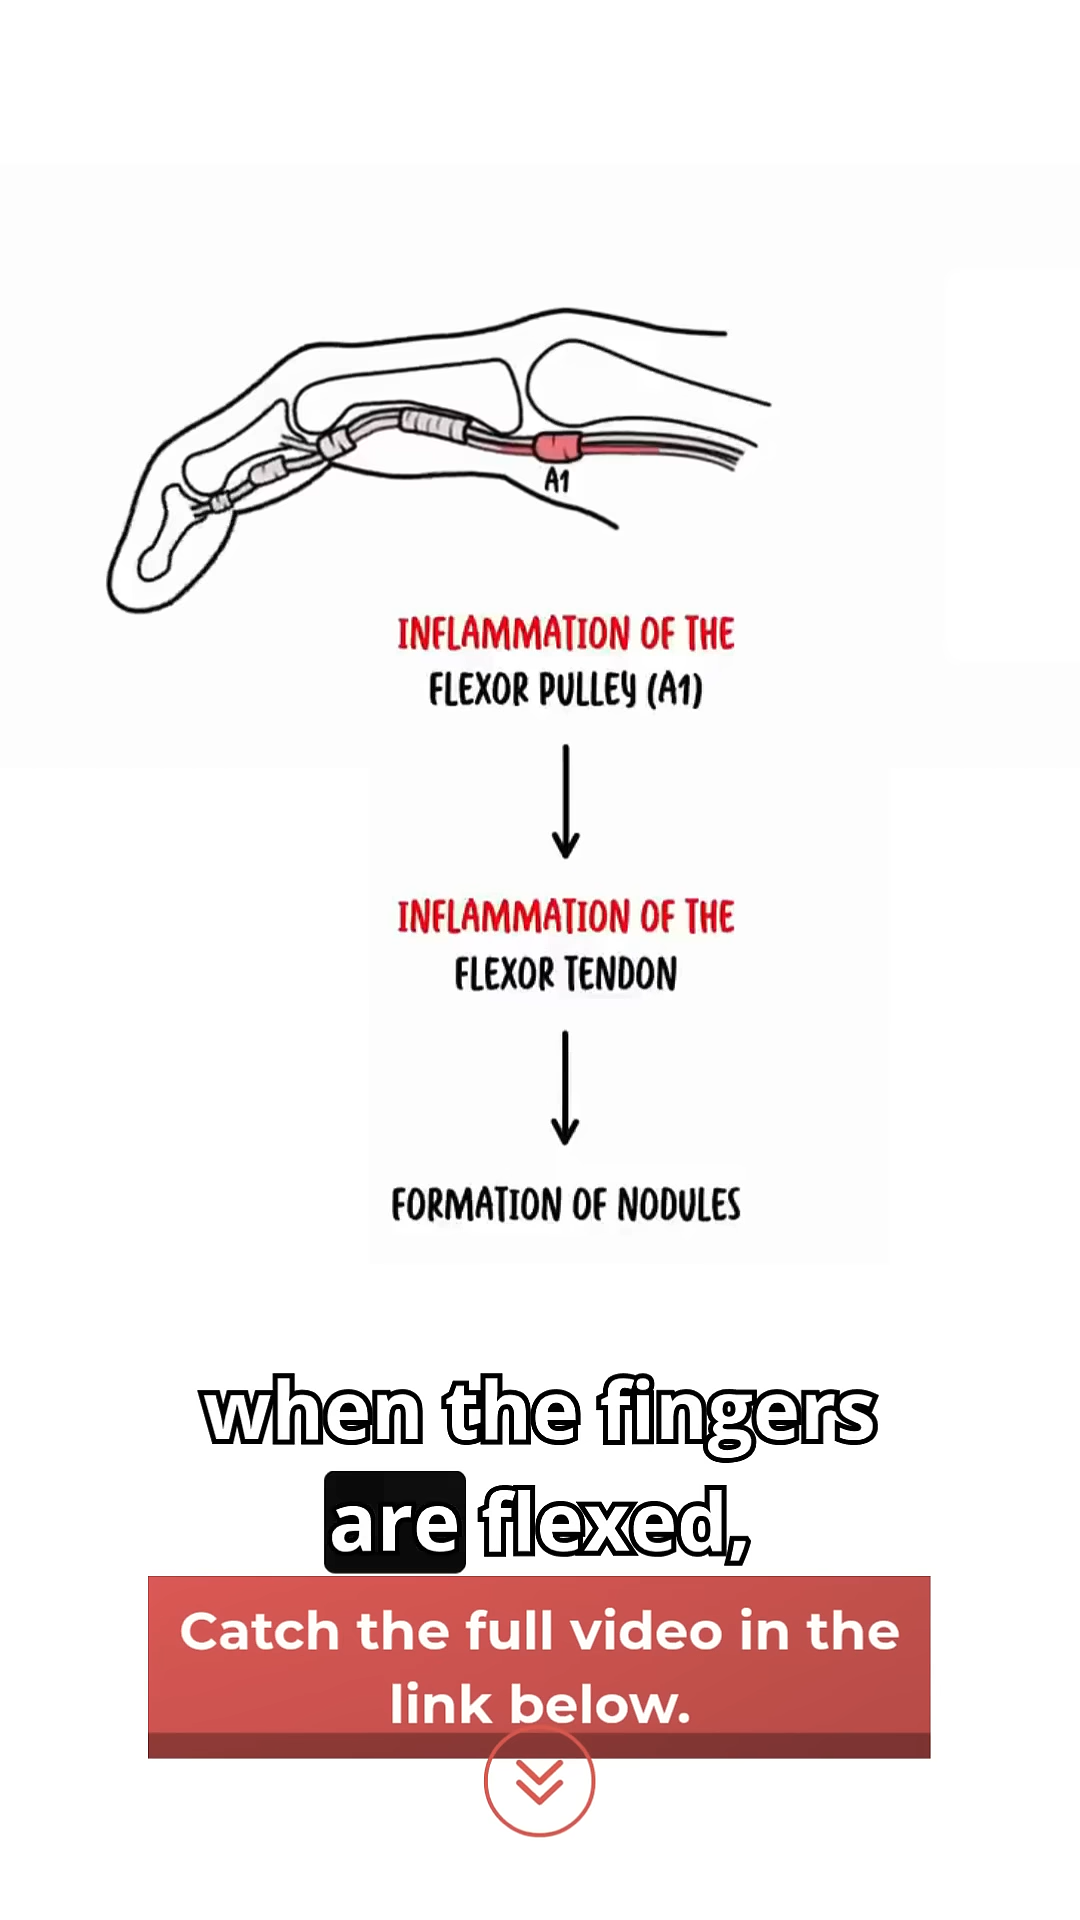 A1
INFLAMMATION OF THE
FLEXOR PULLEY (A1)
INFLAMMATION OF THE
FLEXOR TENDON
FORMATION OF NODULES
when the fingers
are flexed,
Catch the full video in the
link below.